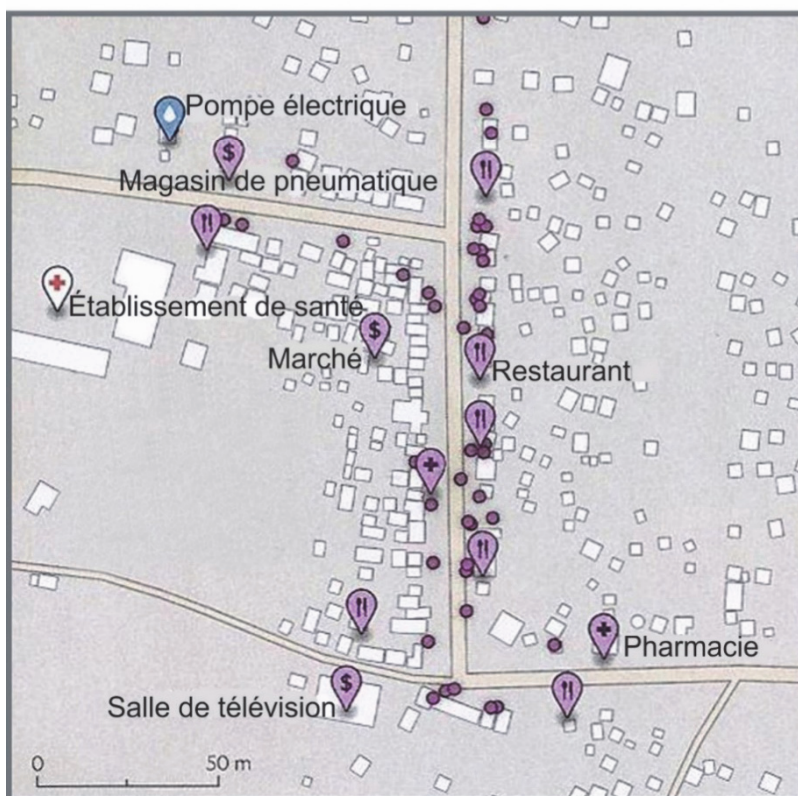 Pompe électrique
$
Magasin de pneumatique
Établissement de santé
$
Marché
Restaurant
Pharmacie
$
Salle de télévision
0 50 m